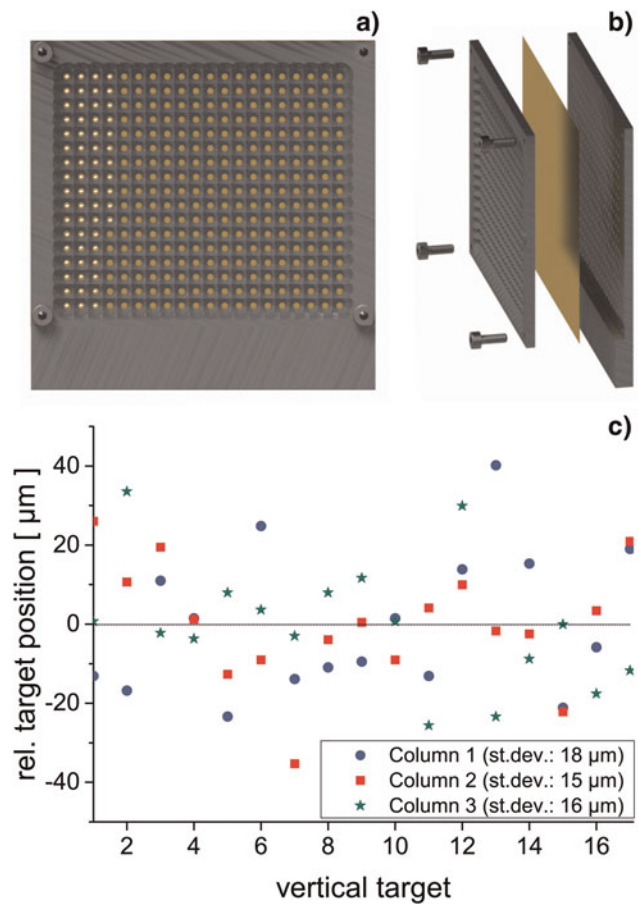 a)
b)
c)
rel. target position [ µm ]
40
20
0
-20
-40
Column 1 (st.dev.: 18 µm)
Column 2 (st.dev.: 15 µm)
Column 3 (st.dev.: 16 µm)
2 4 6 8 10 12 14 16
vertical target